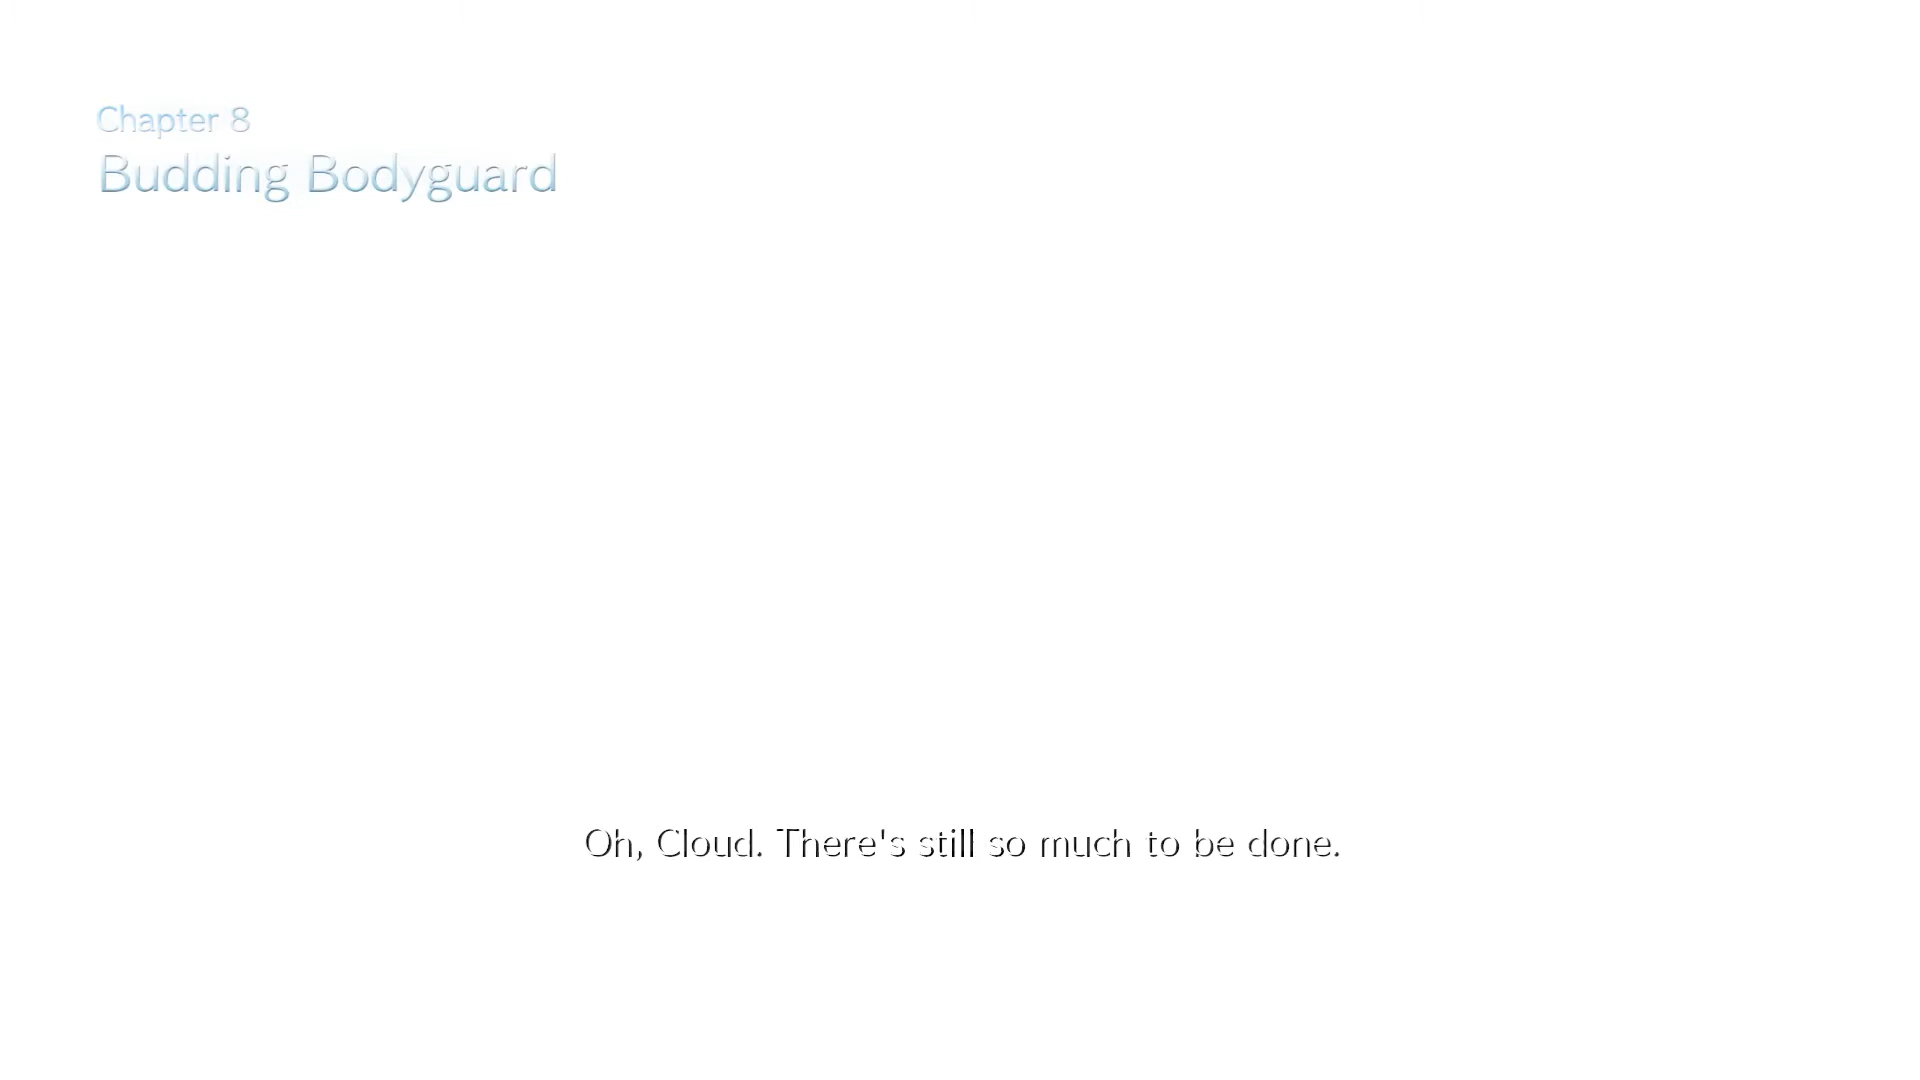 Chapter 8
Budding Bodyguard
Oh, Cloud. There's still so much to be done.